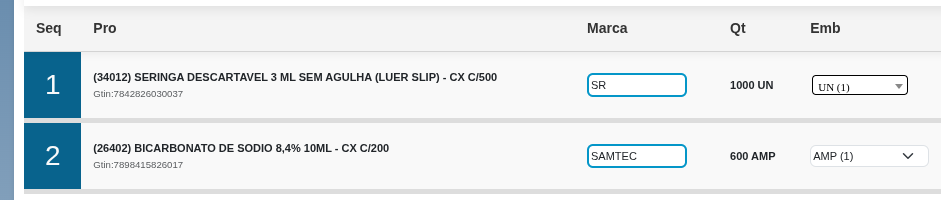 Seq Pro Marca Qt Emb
1 (34012) SERINGA DESCARTAVEL 3 ML SEM AGULHA (LUER SLIP) - CX C/500 SR 1000 UN UN (1)
Gtin:7842826030037
2 (26402) BICARBONATO DE SODIO 8,4% 10ML - CX C/200 SAMTEC 600 AMP AMP (1)
Gtin:7898415826017